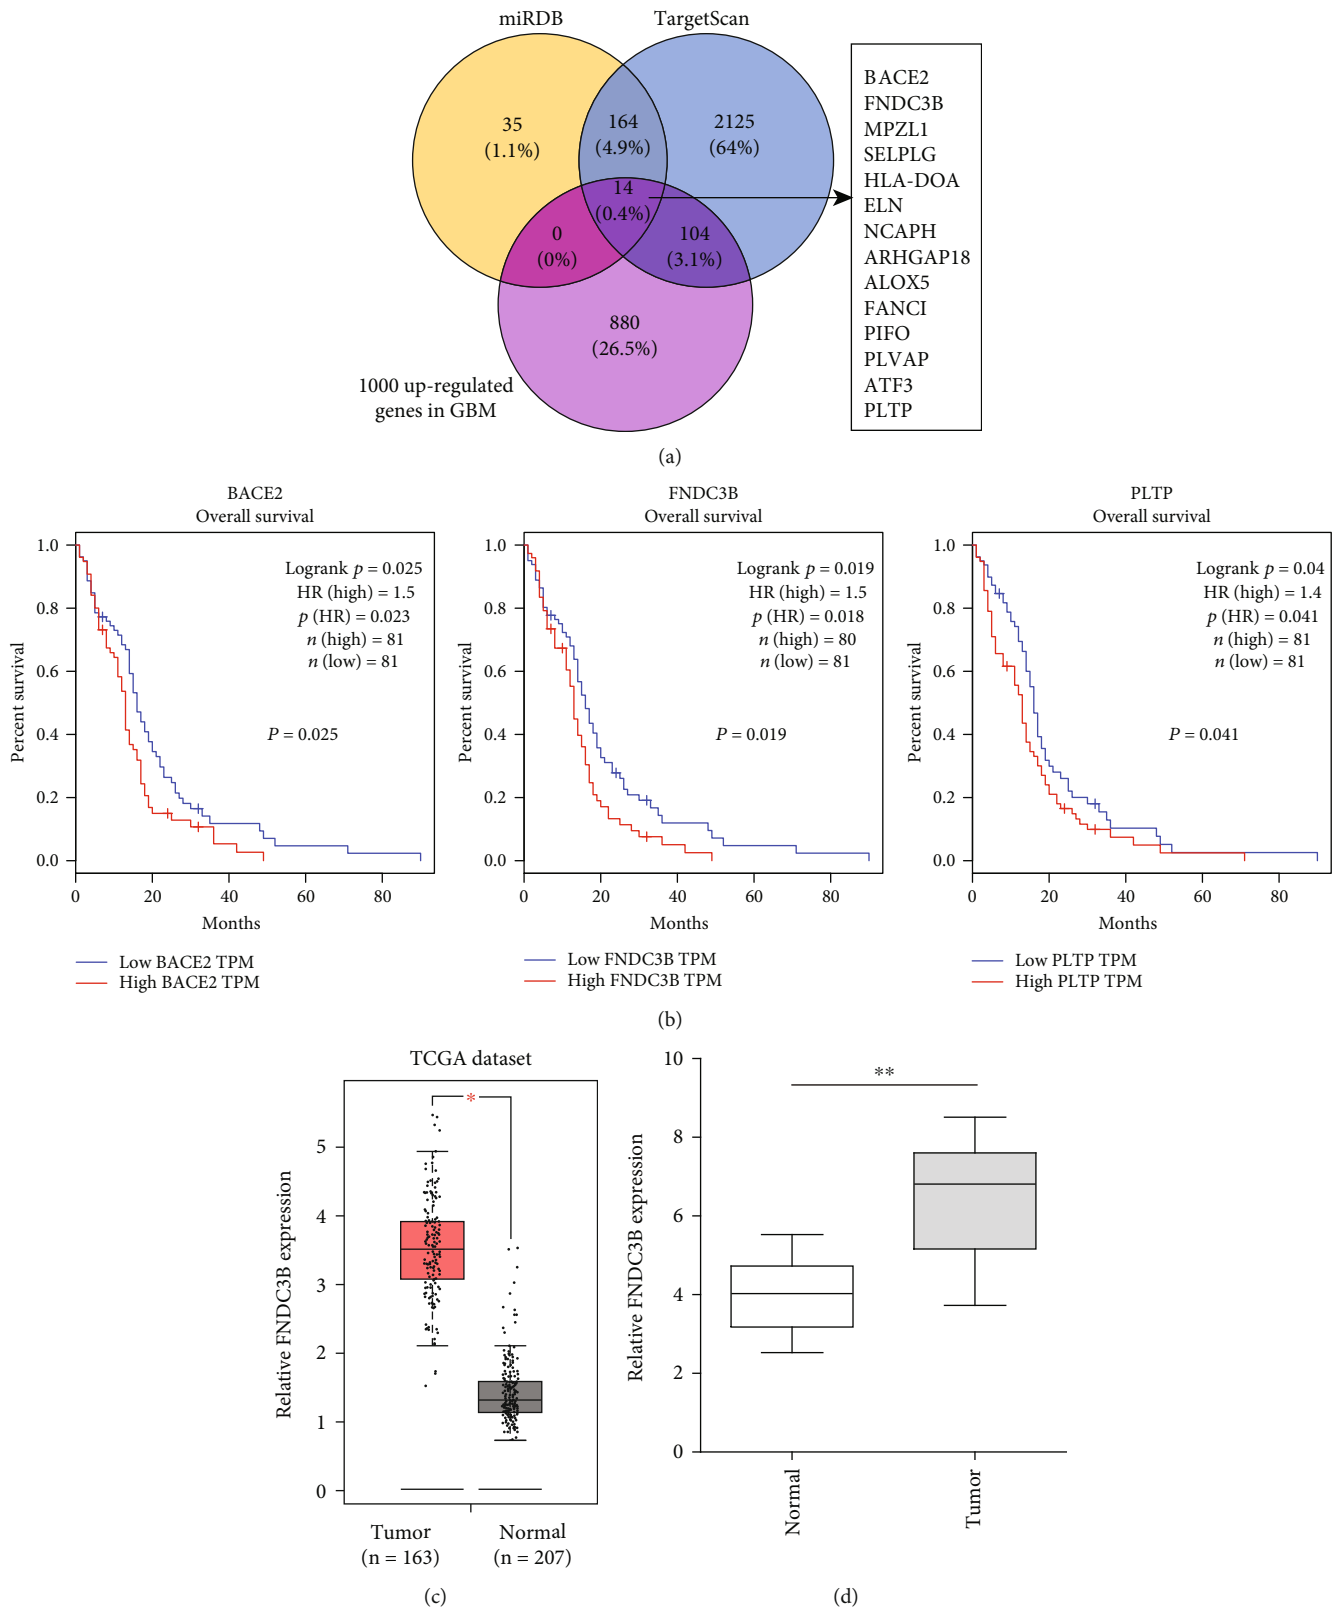 miRDB
TargetScan
35
(1.1%)
164
(4.9%)
2125
(64%)
14
(0.4%)
0
(0%)
104
(3.1%)
880
(26.5%)
1000 up-regulated
genes in GBM
BACE2
FNDC3B
MPZL1
SELPLG
HLA-DOA
ELN
NCAPH
ARHGAP18
ALOX5
FANCI
PIFO
PLVAP
ATF3
PLTP
(a)
BACE2
Overall survival
Percent survival
1.0
0.8
0.6
0.4
0.2
0.0
Logrank p = 0.025
HR (high) = 1.5
p (HR) = 0.023
n (high) = 81
n (low) = 81
P = 0.025
0 20 40 60 80
Months
Low BACE2 TPM
High BACE2 TPM
FNDC3B
Overall survival
Percent survival
1.0
0.8
0.6
0.4
0.2
0.0
Logrank p = 0.019
HR (high) = 1.5
p (HR) = 0.018
n (high) = 80
n (low) = 81
P = 0.019
0 20 40 60 80
Months
Low FNDC3B TPM
High FNDC3B TPM
PLTP
Overall survival
Percent survival
1.0
0.8
0.6
0.4
0.2
0.0
Logrank p = 0.04
HR (high) = 1.4
p (HR) = 0.041
n (high) = 81
n (low) = 81
P = 0.041
0 20 40 60 80
Months
Low PLTP TPM
High PLTP TPM
(b)
TCGA dataset
*
Relative FNDC3B expression
5
4
3
2
1
0
Tumor
(n = 163)
Normal
(n = 207)
(c)
Relative FNDC3B expression
10
8
6
4
2
0
**
Normal
Tumor
(d)